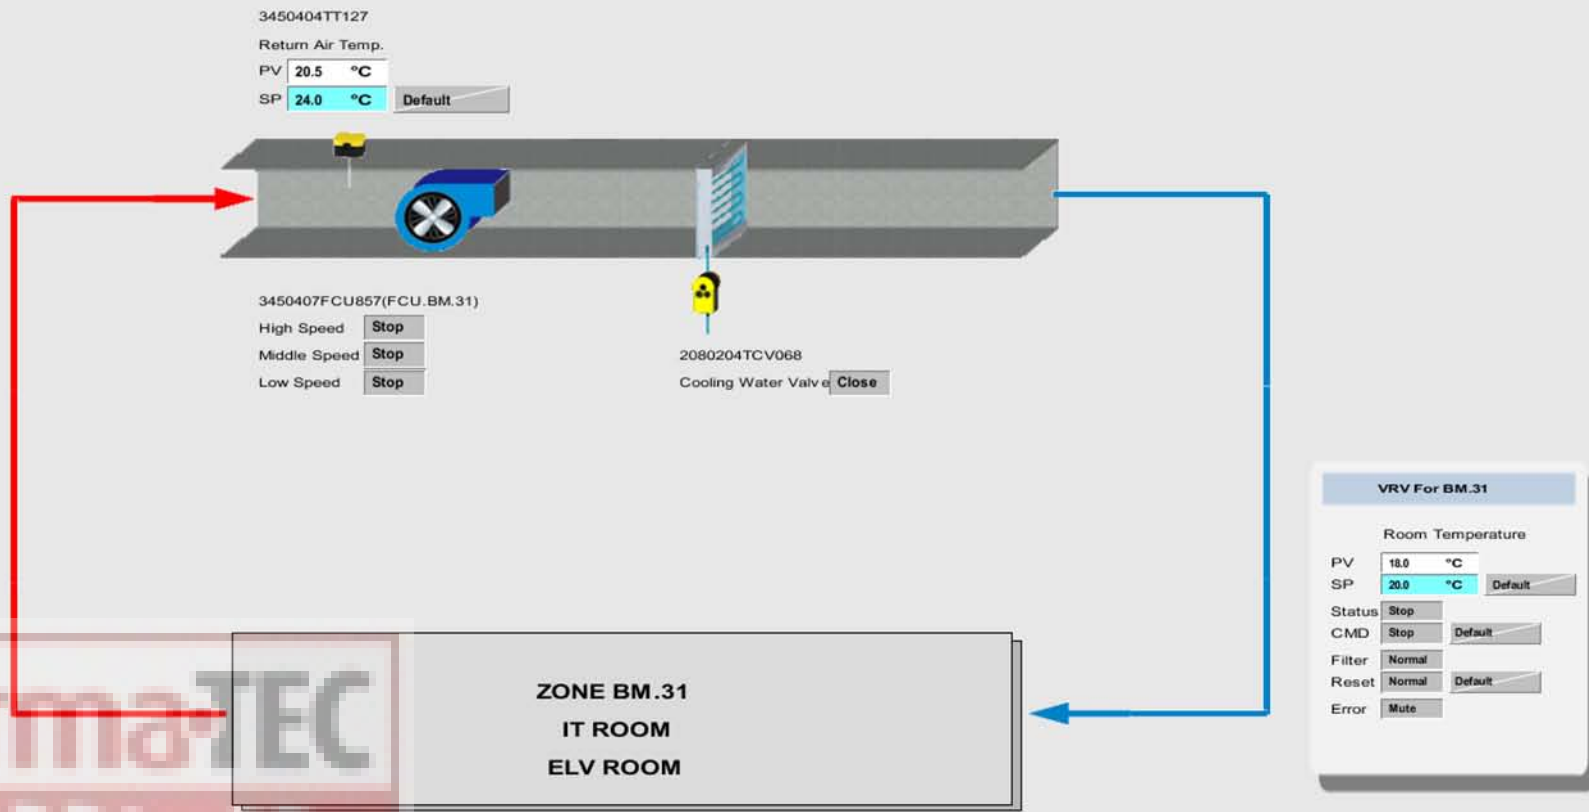 3450404TT127
Return Air Temp.
PV 20.5 °C
SP 24.0 °C Default
3450407FCU857(FCU.BM.31)
High Speed Stop
Middle Speed Stop
Low Speed Stop
2080204TCV068
Cooling Water Valve Close
VRV For BM.31
Room Temperature
PV 18.0 °C
SP 20.0 °C Default
Status Stop
CMD Stop Default
Filter Normal
Reset Normal Default
Error Mute
ZONE BM.31
IT ROOM
ELV ROOM